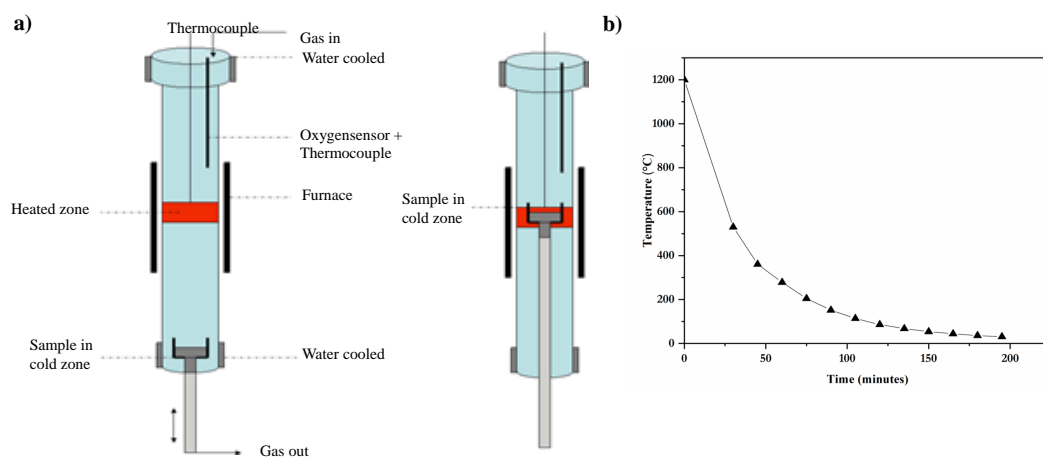 a)
Thermocouple
Gas in
Water cooled
Oxygensensor +
Thermocouple
Furnace
Heated zone
Sample in
cold zone
Water cooled
Gas out
Sample in
cold zone
b)
1200
1000
800
600
400
200
0
Temperature (°C)
0
50
100
150
200
Time (minutes)